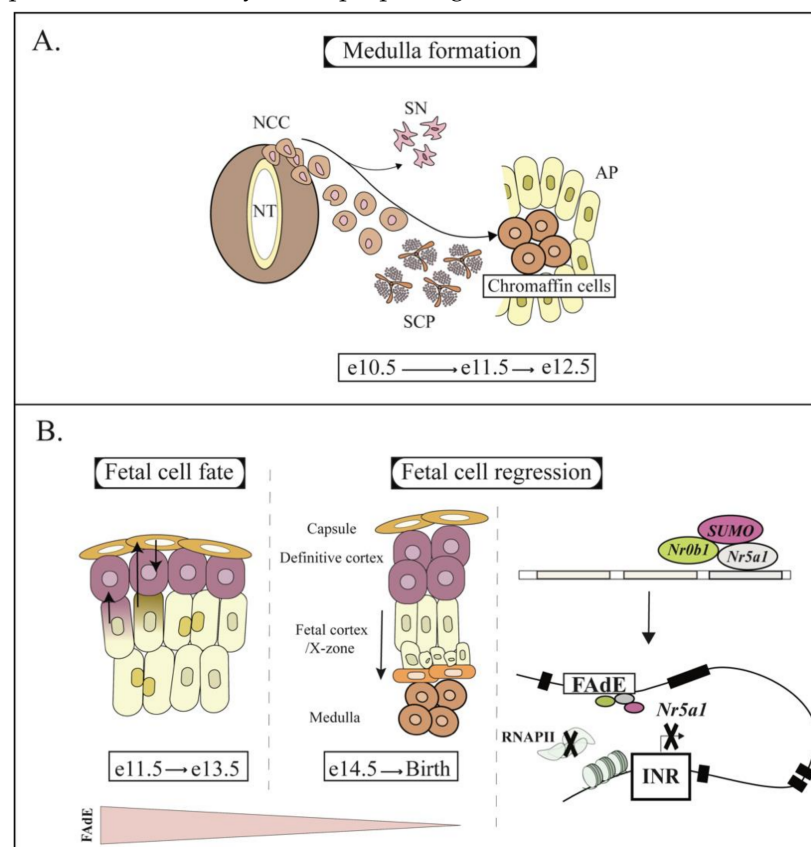 A.
Medulla formation
SN
NCC
AP
NT
Chromaffin cells
SCP
e10.5 → e11.5 → e12.5
B.
Fetal cell fate
Fetal cell regression
Capsule
Definitive cortex
Fetal cortex
/X-zone
Medulla
e11.5 → e13.5
e14.5 → Birth
FAdE
SUMO
Nr0b1
Nr5a1
FAdE
Nr5a1
RNAPII
INR